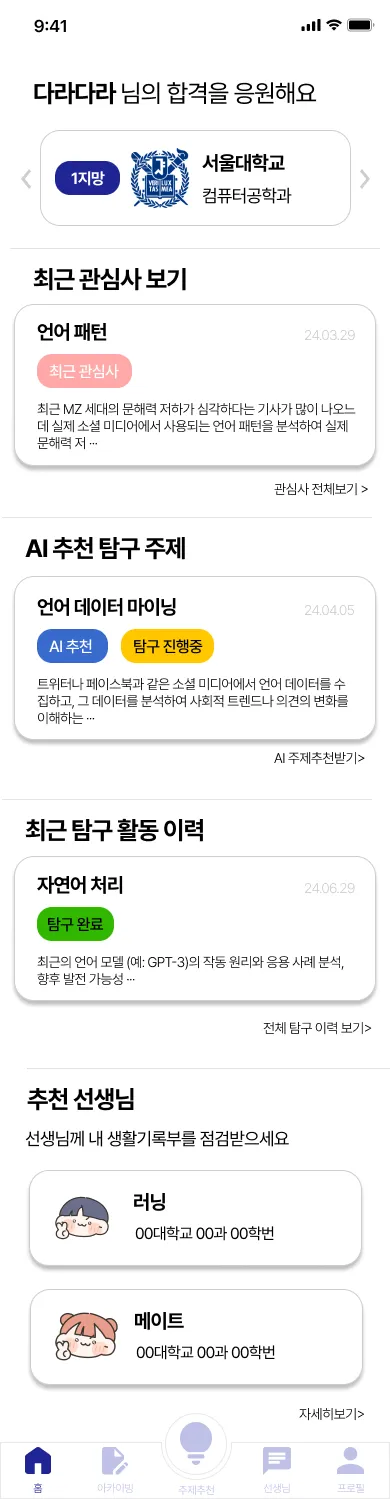 9:41
다라다라 님의 합격을 응원해요
1지망
VERI LUX
TAS MEA
서울대학교
컴퓨터공학과
최근 관심사 보기
언어 패턴
24.03.29
최근 관심사
최근 MZ 세대의 문해력 저하가 심각하다는 기사가 많이 나오느
데 실제 소셜 미디어에서 사용되는 언어 패턴을 분석하여 실제
문해력 저 ...
관심사 전체보기 >
AI 추천 탐구 주제
언어 데이터 마이닝
24.04.05
AI 추천
탐구 진행중
트위터나 페이스북과 같은 소셜 미디어에서 언어 데이터를 수
집하고, 그 데이터를 분석하여 사회적 트렌드나 의견의 변화를
이해하는 ...
AI 주제추천받기>
최근 탐구 활동 이력
자연어 처리
24.06.29
탐구 완료
최근의 언어 모델 (예: GPT-3)의 작동 원리와 응용 사례 분석,
향후 발전 가능성 ...
전체 탐구 이력 보기>
추천 선생님
선생님께 내 생활기록부를 점검받으세요
러닝
00대학교 00과 00학번
메이트
00대학교 00과 00학번
자세히보기>
홈
아카이빙
주제추천
선생님
프로필